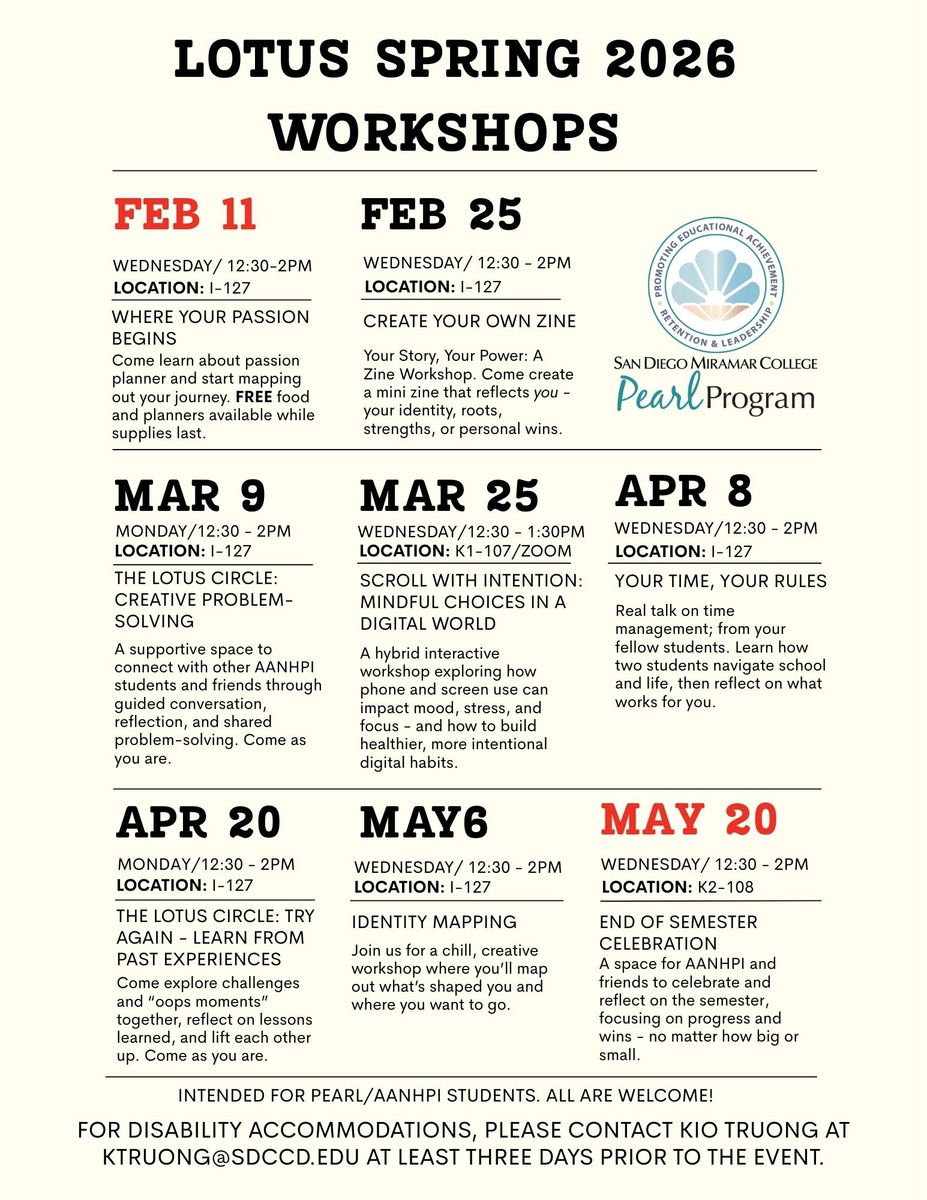 LOTUS SPRING 2026
WORKSHOPS
FEB 11
WEDNESDAY/ 12:30-2PM
LOCATION: I-127
WHERE YOUR PASSION
BEGINS
Come learn about passion
planner and start mapping
out your journey. FREE food
and planners available while
supplies last.
FEB 25
WEDNESDAY/ 12:30 - 2PM
LOCATION: I-127
CREATE YOUR OWN ZINE
Your Story, Your Power: A
Zine Workshop. Come create
a mini zine that reflects you -
your identity, roots,
strengths, or personal wins.
PROMOTING EDUCATIONAL ACHIEVEMENT
RETENTION & LEADERSHIP
SAN DIEGO MIRAMAR COLLEGE
Pearl Program
MAR 9
MONDAY/12:30 - 2PM
LOCATION: I-127
THE LOTUS CIRCLE:
CREATIVE PROBLEM-
SOLVING
A supportive space to
connect with other AANHPI
students and friends through
guided conversation,
reflection, and shared
problem-solving. Come as
you are.
MAR 25
WEDNESDAY/12:30 - 1:30PM
LOCATION: K1-107/ZOOM
SCROLL WITH INTENTION:
MINDFUL CHOICES IN A
DIGITAL WORLD
A hybrid interactive
workshop exploring how
phone and screen use can
impact mood, stress, and
focus - and how to build
healthier, more intentional
digital habits.
APR 8
WEDNESDAY/12:30 - 2PM
LOCATION: I-127
YOUR TIME, YOUR RULES
Real talk on time
management; from your
fellow students. Learn how
two students navigate school
and life, then reflect on what
works for you.
APR 20
MONDAY/12:30 - 2PM
LOCATION: I-127
THE LOTUS CIRCLE: TRY
AGAIN - LEARN FROM
PAST EXPERIENCES
Come explore challenges
and “oops moments”
together, reflect on lessons
learned, and lift each other
up. Come as you are.
MAY6
WEDNESDAY/ 12:30 - 2PM
LOCATION: I-127
IDENTITY MAPPING
Join us for a chill, creative
workshop where you’ll map
out what’s shaped you and
where you want to go.
MAY 20
WEDNESDAY/ 12:30 - 2PM
LOCATION: K2-108
END OF SEMESTER
CELEBRATION
A space for AANHPI and
friends to celebrate and
reflect on the semester,
focusing on progress and
wins - no matter how big or
small.
INTENDED FOR PEARL/AANHPI STUDENTS. ALL ARE WELCOME!
FOR DISABILITY ACCOMMODATIONS, PLEASE CONTACT KIO TRUONG AT
KTRUONG@SDCCD.EDU AT LEAST THREE DAYS PRIOR TO THE EVENT.